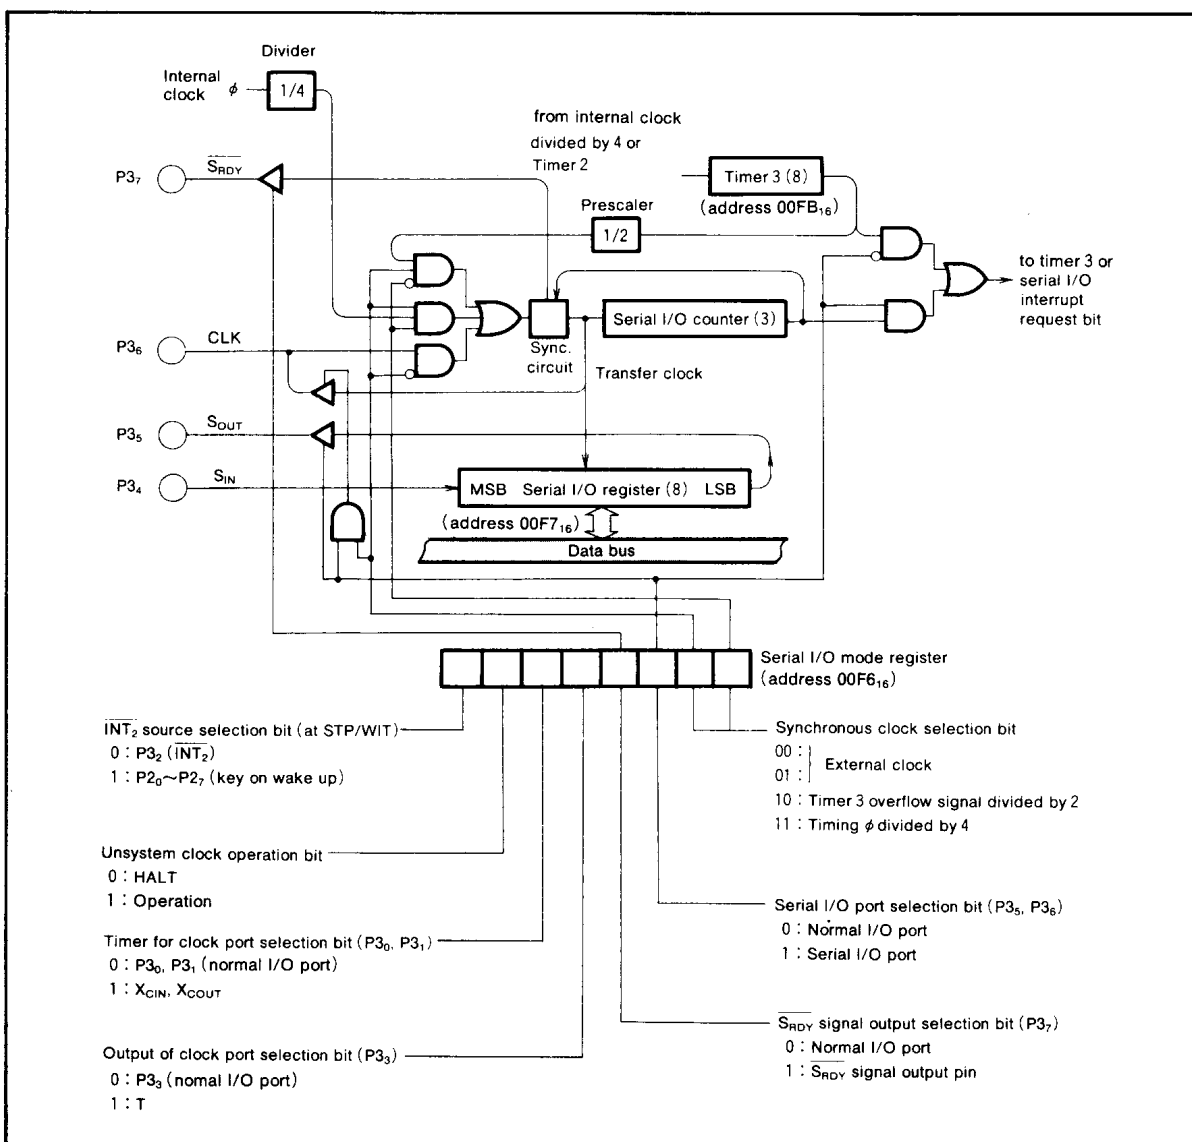 Divider
Internal clock φ 1/4
from internal clock
divided by 4 or
Timer 2
P3₇ S̅R̅D̅Y̅
Timer 3 (8)
(address 00FB₁₆)
Prescaler
1/2
to timer 3 or
serial I/O
interrupt
request bit
Serial I/O counter (3)
P3₆ CLK
Sync.
circuit
Transfer clock
P3₅ SOUT
P3₄ SIN
MSB Serial I/O register (8) LSB
(address 00F7₁₆)
Data bus
Serial I/O mode register
(address 00F6₁₆)
I̅N̅T̅₂ source selection bit (at STP/WIT)
0 : P3₂ (I̅N̅T̅₂)
1 : P2₀~P2₇ (key on wake up)
Unsystem clock operation bit
0 : HALT
1 : Operation
Timer for clock port selection bit (P3₀, P3₁)
0 : P3₀, P3₁ (normal I/O port)
1 : XCIN, XCOUT
Output of clock port selection bit (P3₃)
0 : P3₃ (nomal I/O port)
1 : T
Synchronous clock selection bit
00 :
01 :
External clock
10 : Timer 3 overflow signal divided by 2
11 : Timing φ divided by 4
Serial I/O port selection bit (P3₅, P3₆)
0 : Normal I/O port
1 : Serial I/O port
S̅R̅D̅Y̅ signal output selection bit (P3₇)
0 : Normal I/O port
1 : S̅R̅D̅Y̅ signal output pin